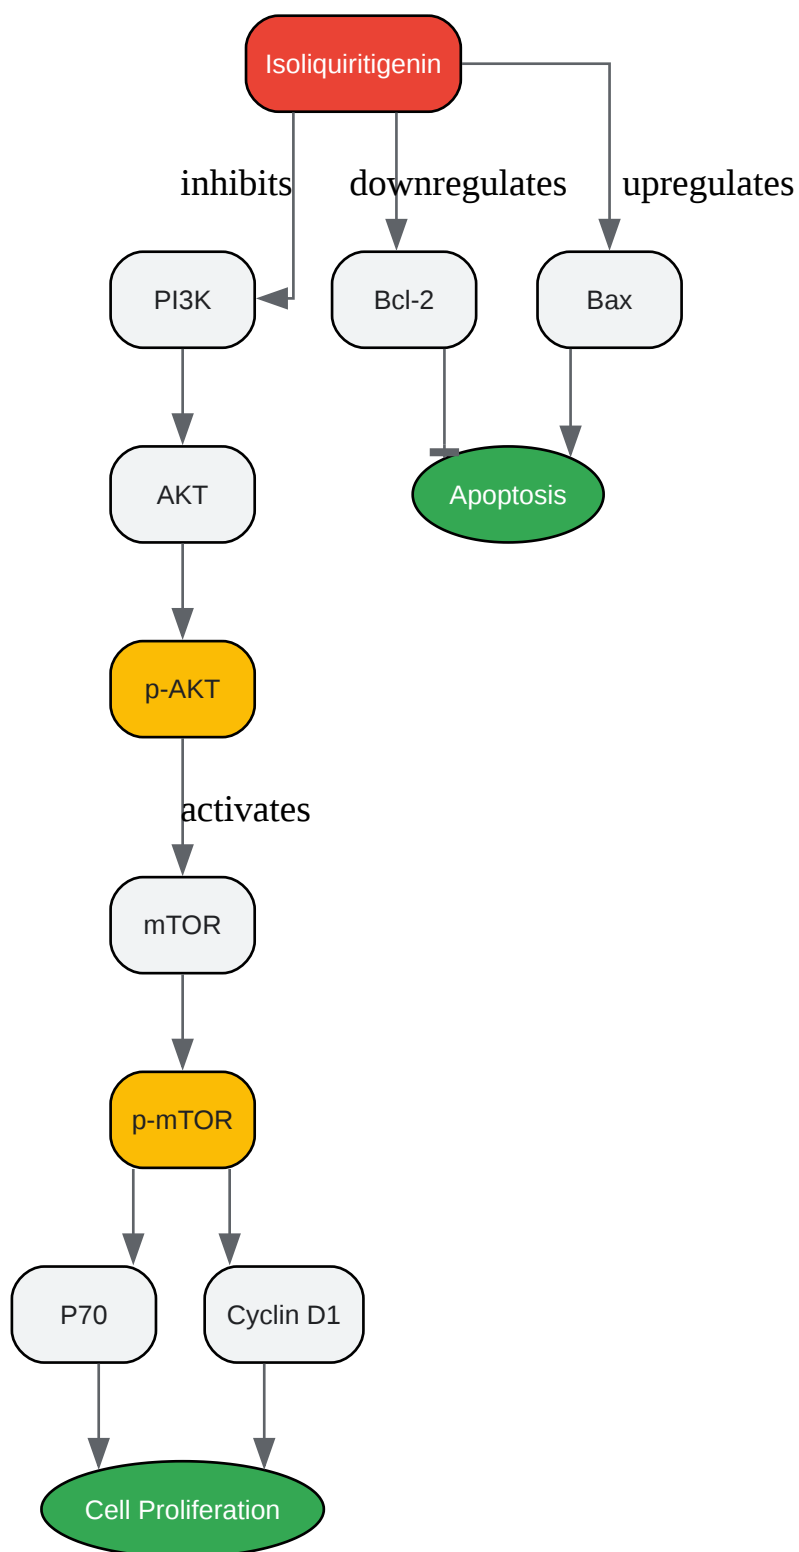 Isoliquiritigenin
inhibits
downregulates
upregulates
PI3K
Bcl-2
Bax
AKT
Apoptosis
p-AKT
activates
mTOR
p-mTOR
P70
Cyclin D1
Cell Proliferation